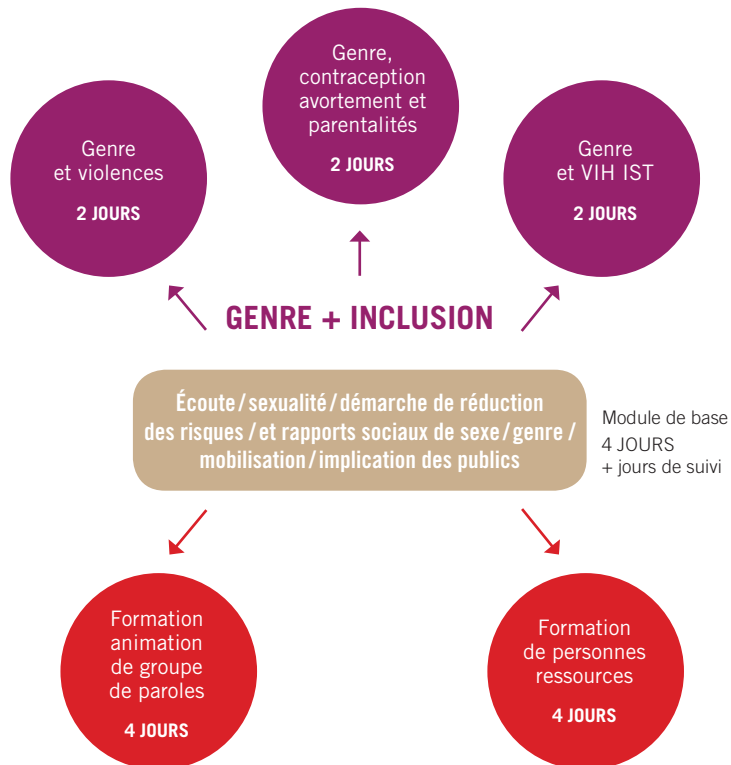 Genre,
contraception
avortement et
parentalités
2 JOURS
Genre
et violences
2 JOURS
Genre
et VIH IST
2 JOURS
GENRE + INCLUSION
Écoute / sexualité / démarche de réduction
des risques / et rapports sociaux de sexe / genre /
mobilisation / implication des publics
Module de base
4 JOURS
+ jours de suivi
Formation
animation
de groupe
de paroles
4 JOURS
Formation
de personnes
ressources
4 JOURS